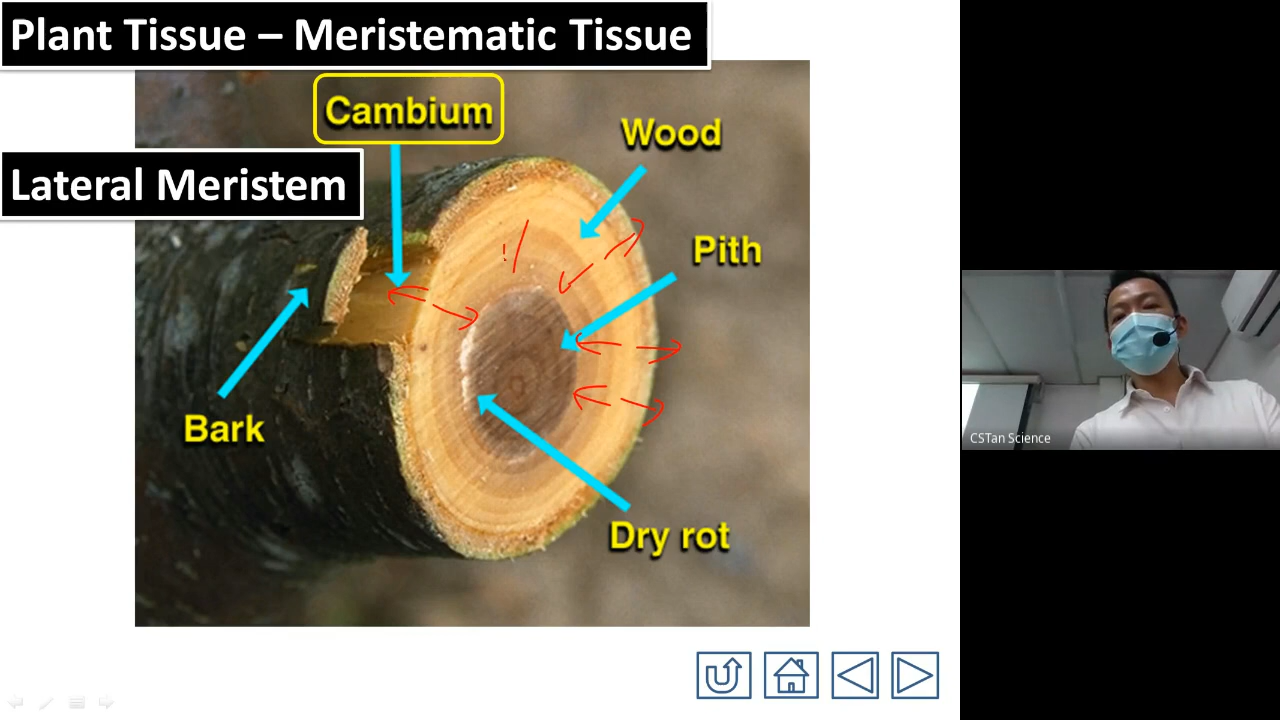 Plant Tissue – Meristematic Tissue
Cambium
Wood
Lateral Meristem
Pith
Bark
Dry rot
CSTan Science